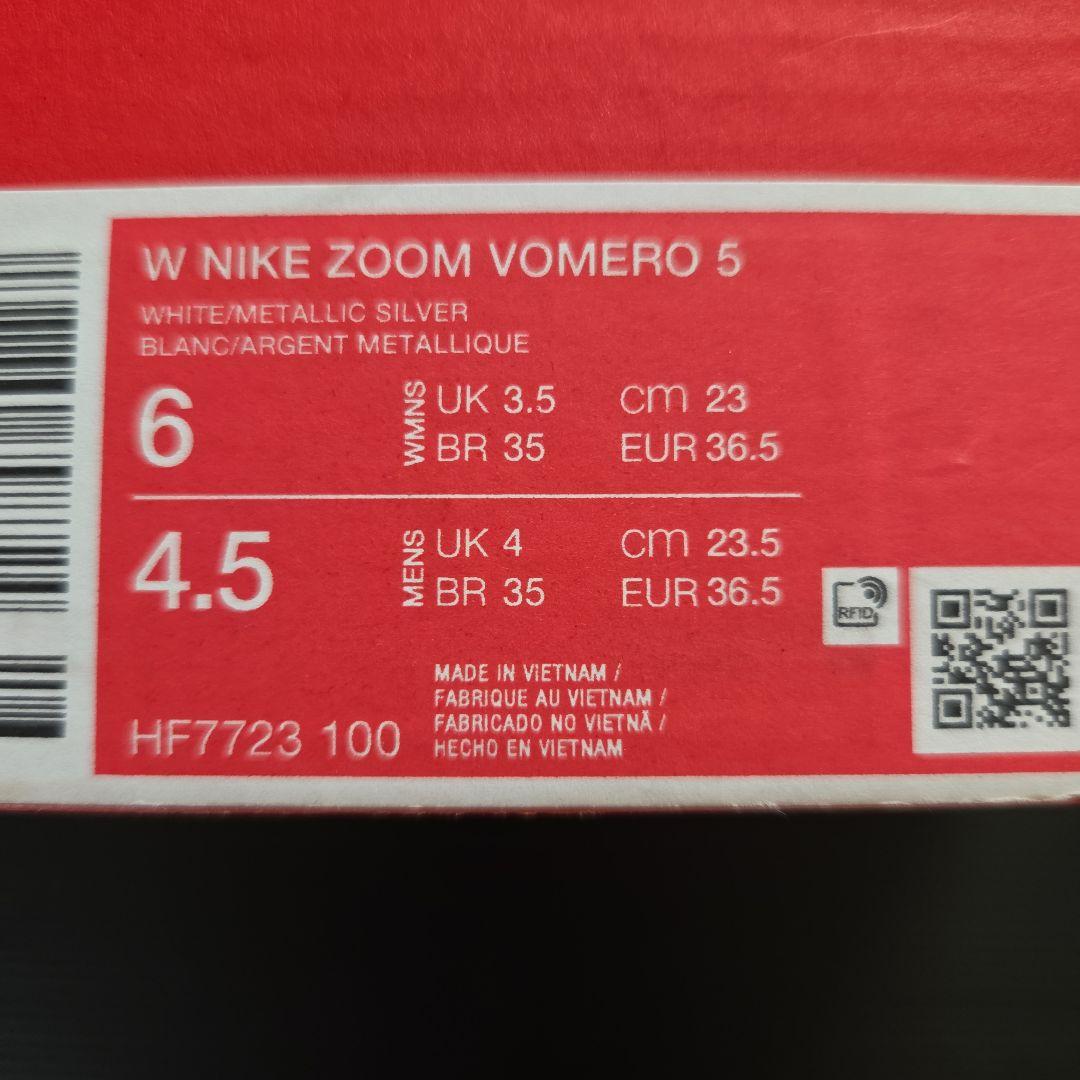 W NIKE ZOOM VOMERO 5
WHITE/METALLIC SILVER
BLANC/ARGENT METALLIQUE
6 WMNS UK 3.5 cm 23
BR 35 EUR 36.5
4.5 MENS UK 4 cm 23.5
BR 35 EUR 36.5
RFID
MADE IN VIETNAM /
FABRIQUE AU VIETNAM /
FABRICADO NO VIETNÃ /
HECHO EN VIETNAM
HF7723 100